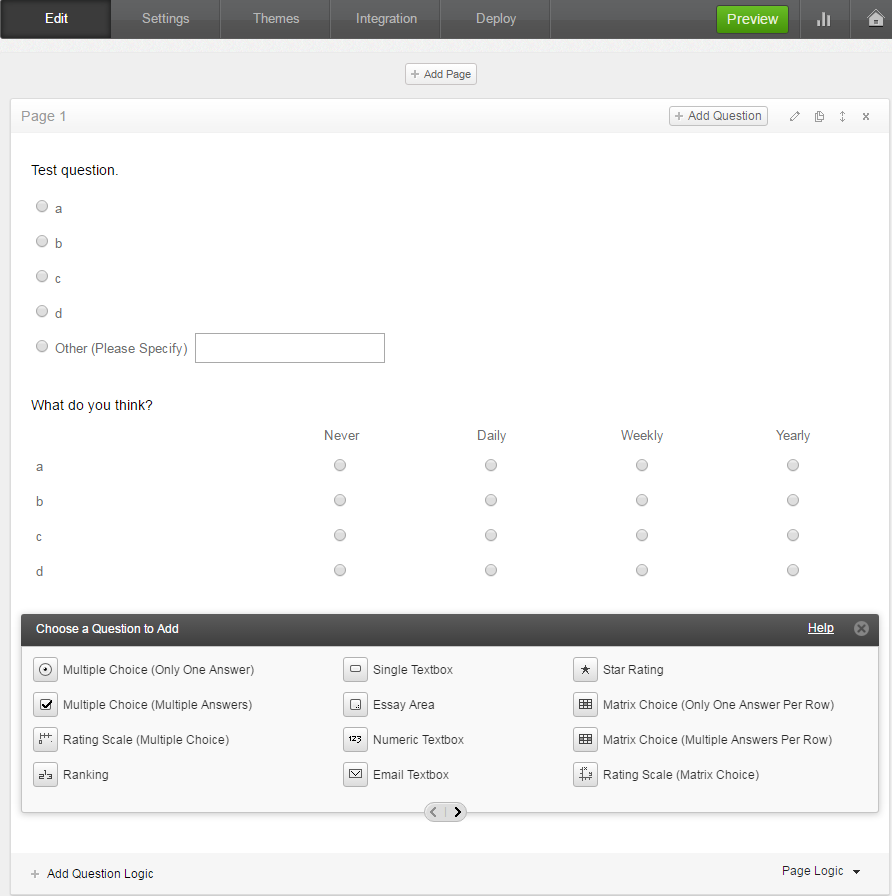 Edit Settings Themes Integration Deploy Preview
+ Add Page
Page 1 + Add Question
Test question.
a
b
c
d
Other (Please Specify)
What do you think?
Never Daily Weekly Yearly
a
b
c
d
Choose a Question to Add Help
Multiple Choice (Only One Answer) Single Textbox Star Rating
Multiple Choice (Multiple Answers) Essay Area Matrix Choice (Only One Answer Per Row)
Rating Scale (Multiple Choice) 123 Numeric Textbox Matrix Choice (Multiple Answers Per Row)
Ranking Email Textbox Rating Scale (Matrix Choice)
+ Add Question Logic Page Logic